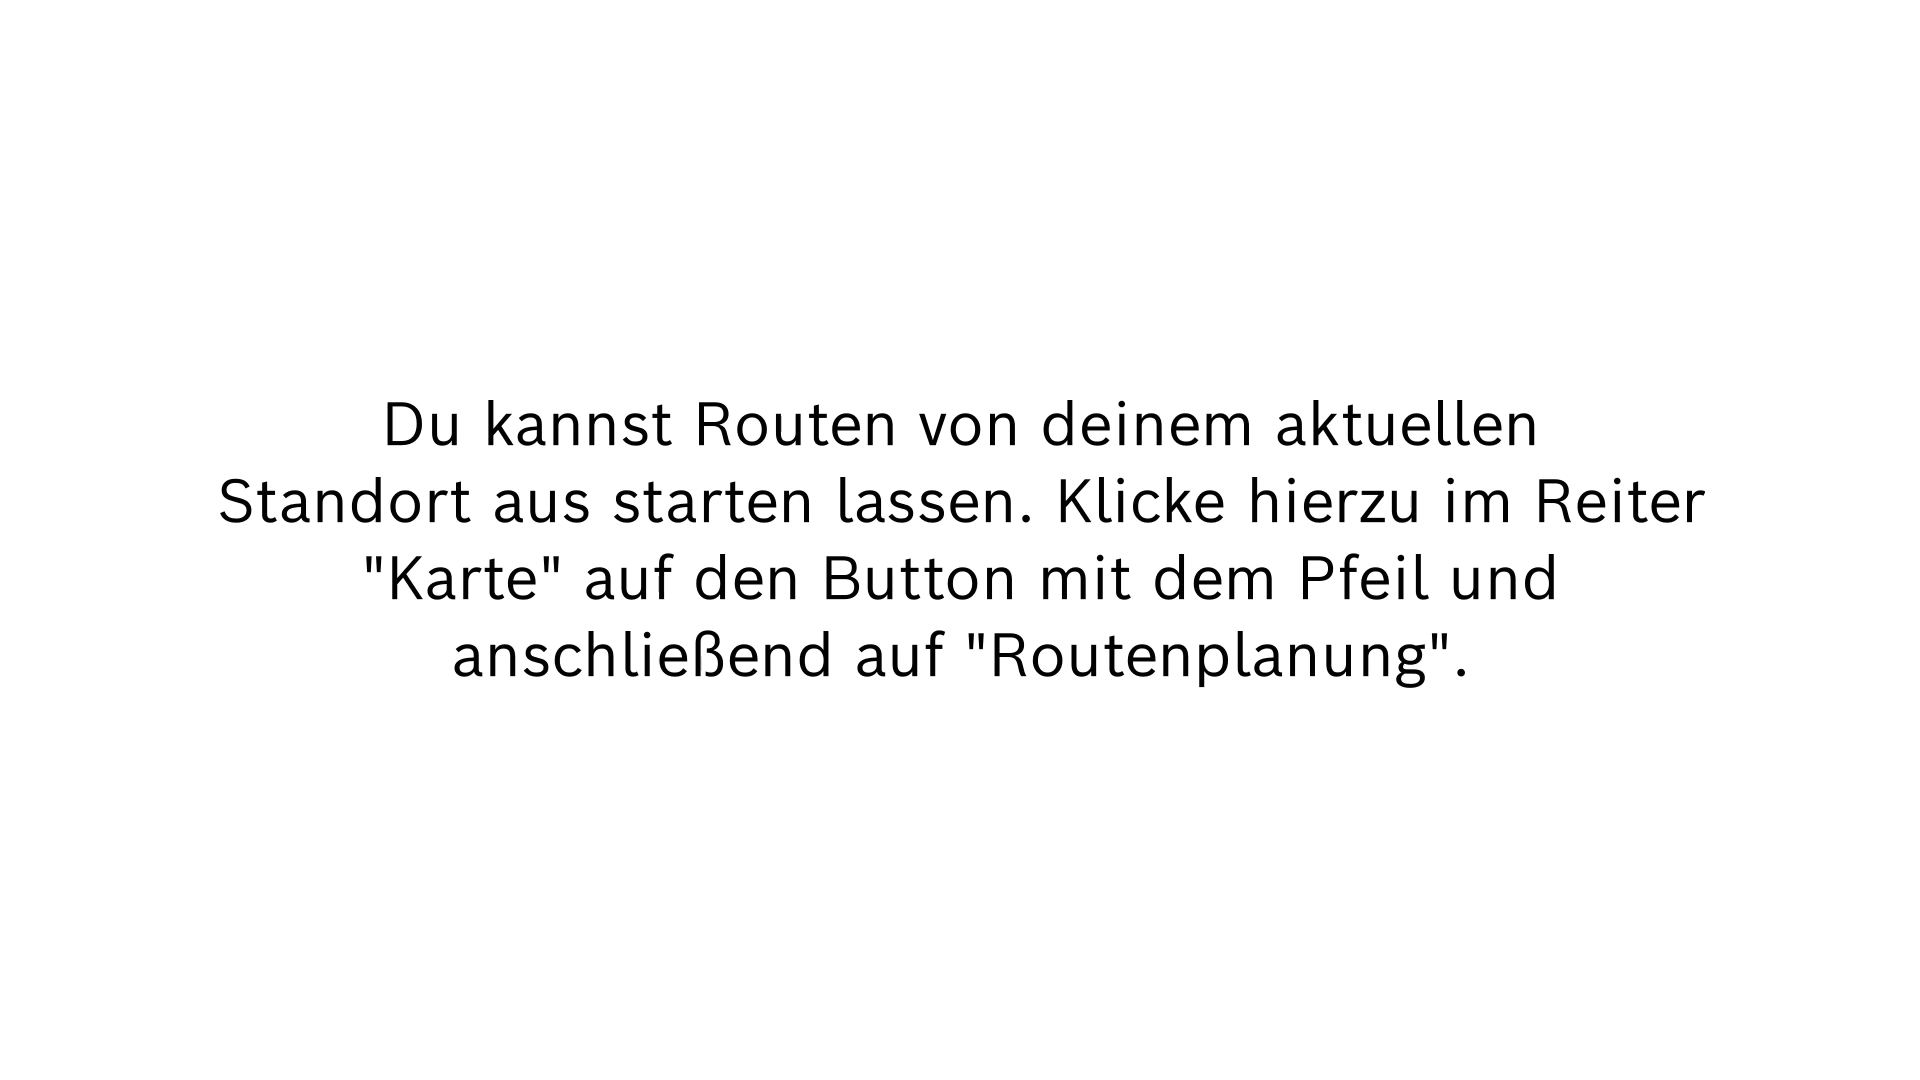 Du kannst Routen von deinem aktuellen
Standort aus starten lassen. Klicke hierzu im Reiter
"Karte" auf den Button mit dem Pfeil und
anschließend auf "Routenplanung".